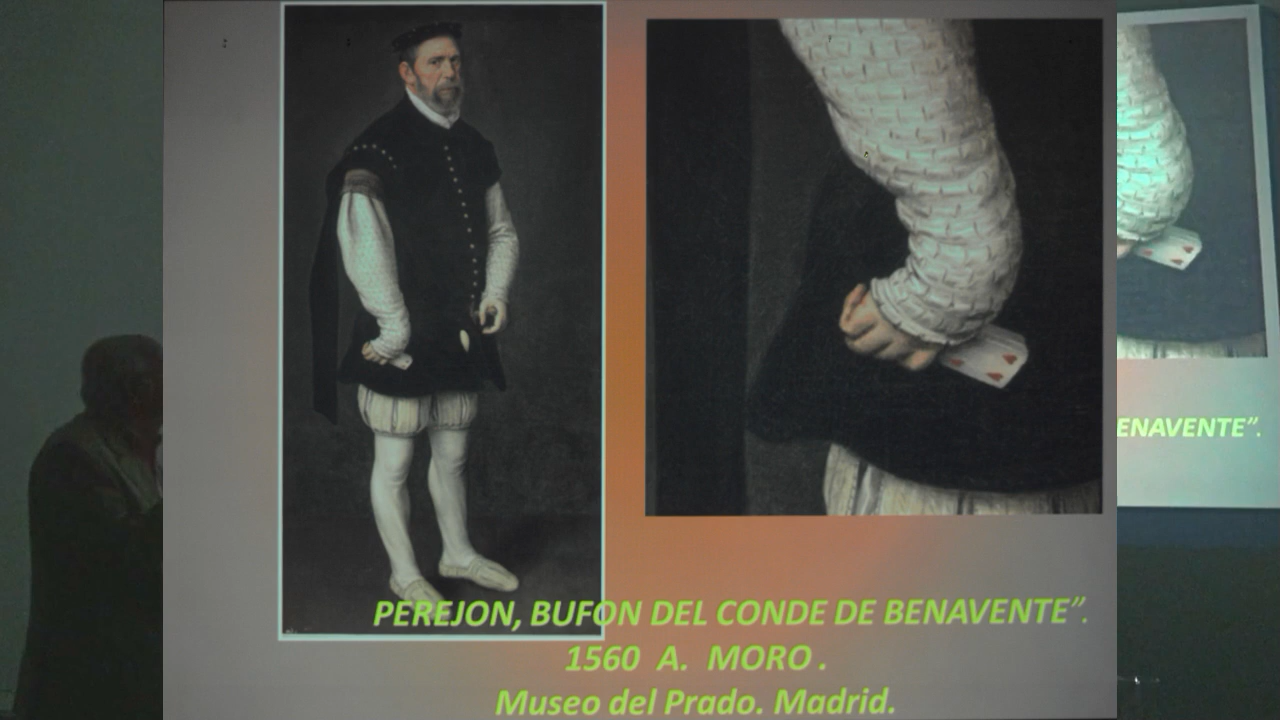 PEREJON, BUFON DEL CONDE DE BENAVENTE”.
1560 A. MORO .
Museo del Prado. Madrid.
ENAVENTE”.